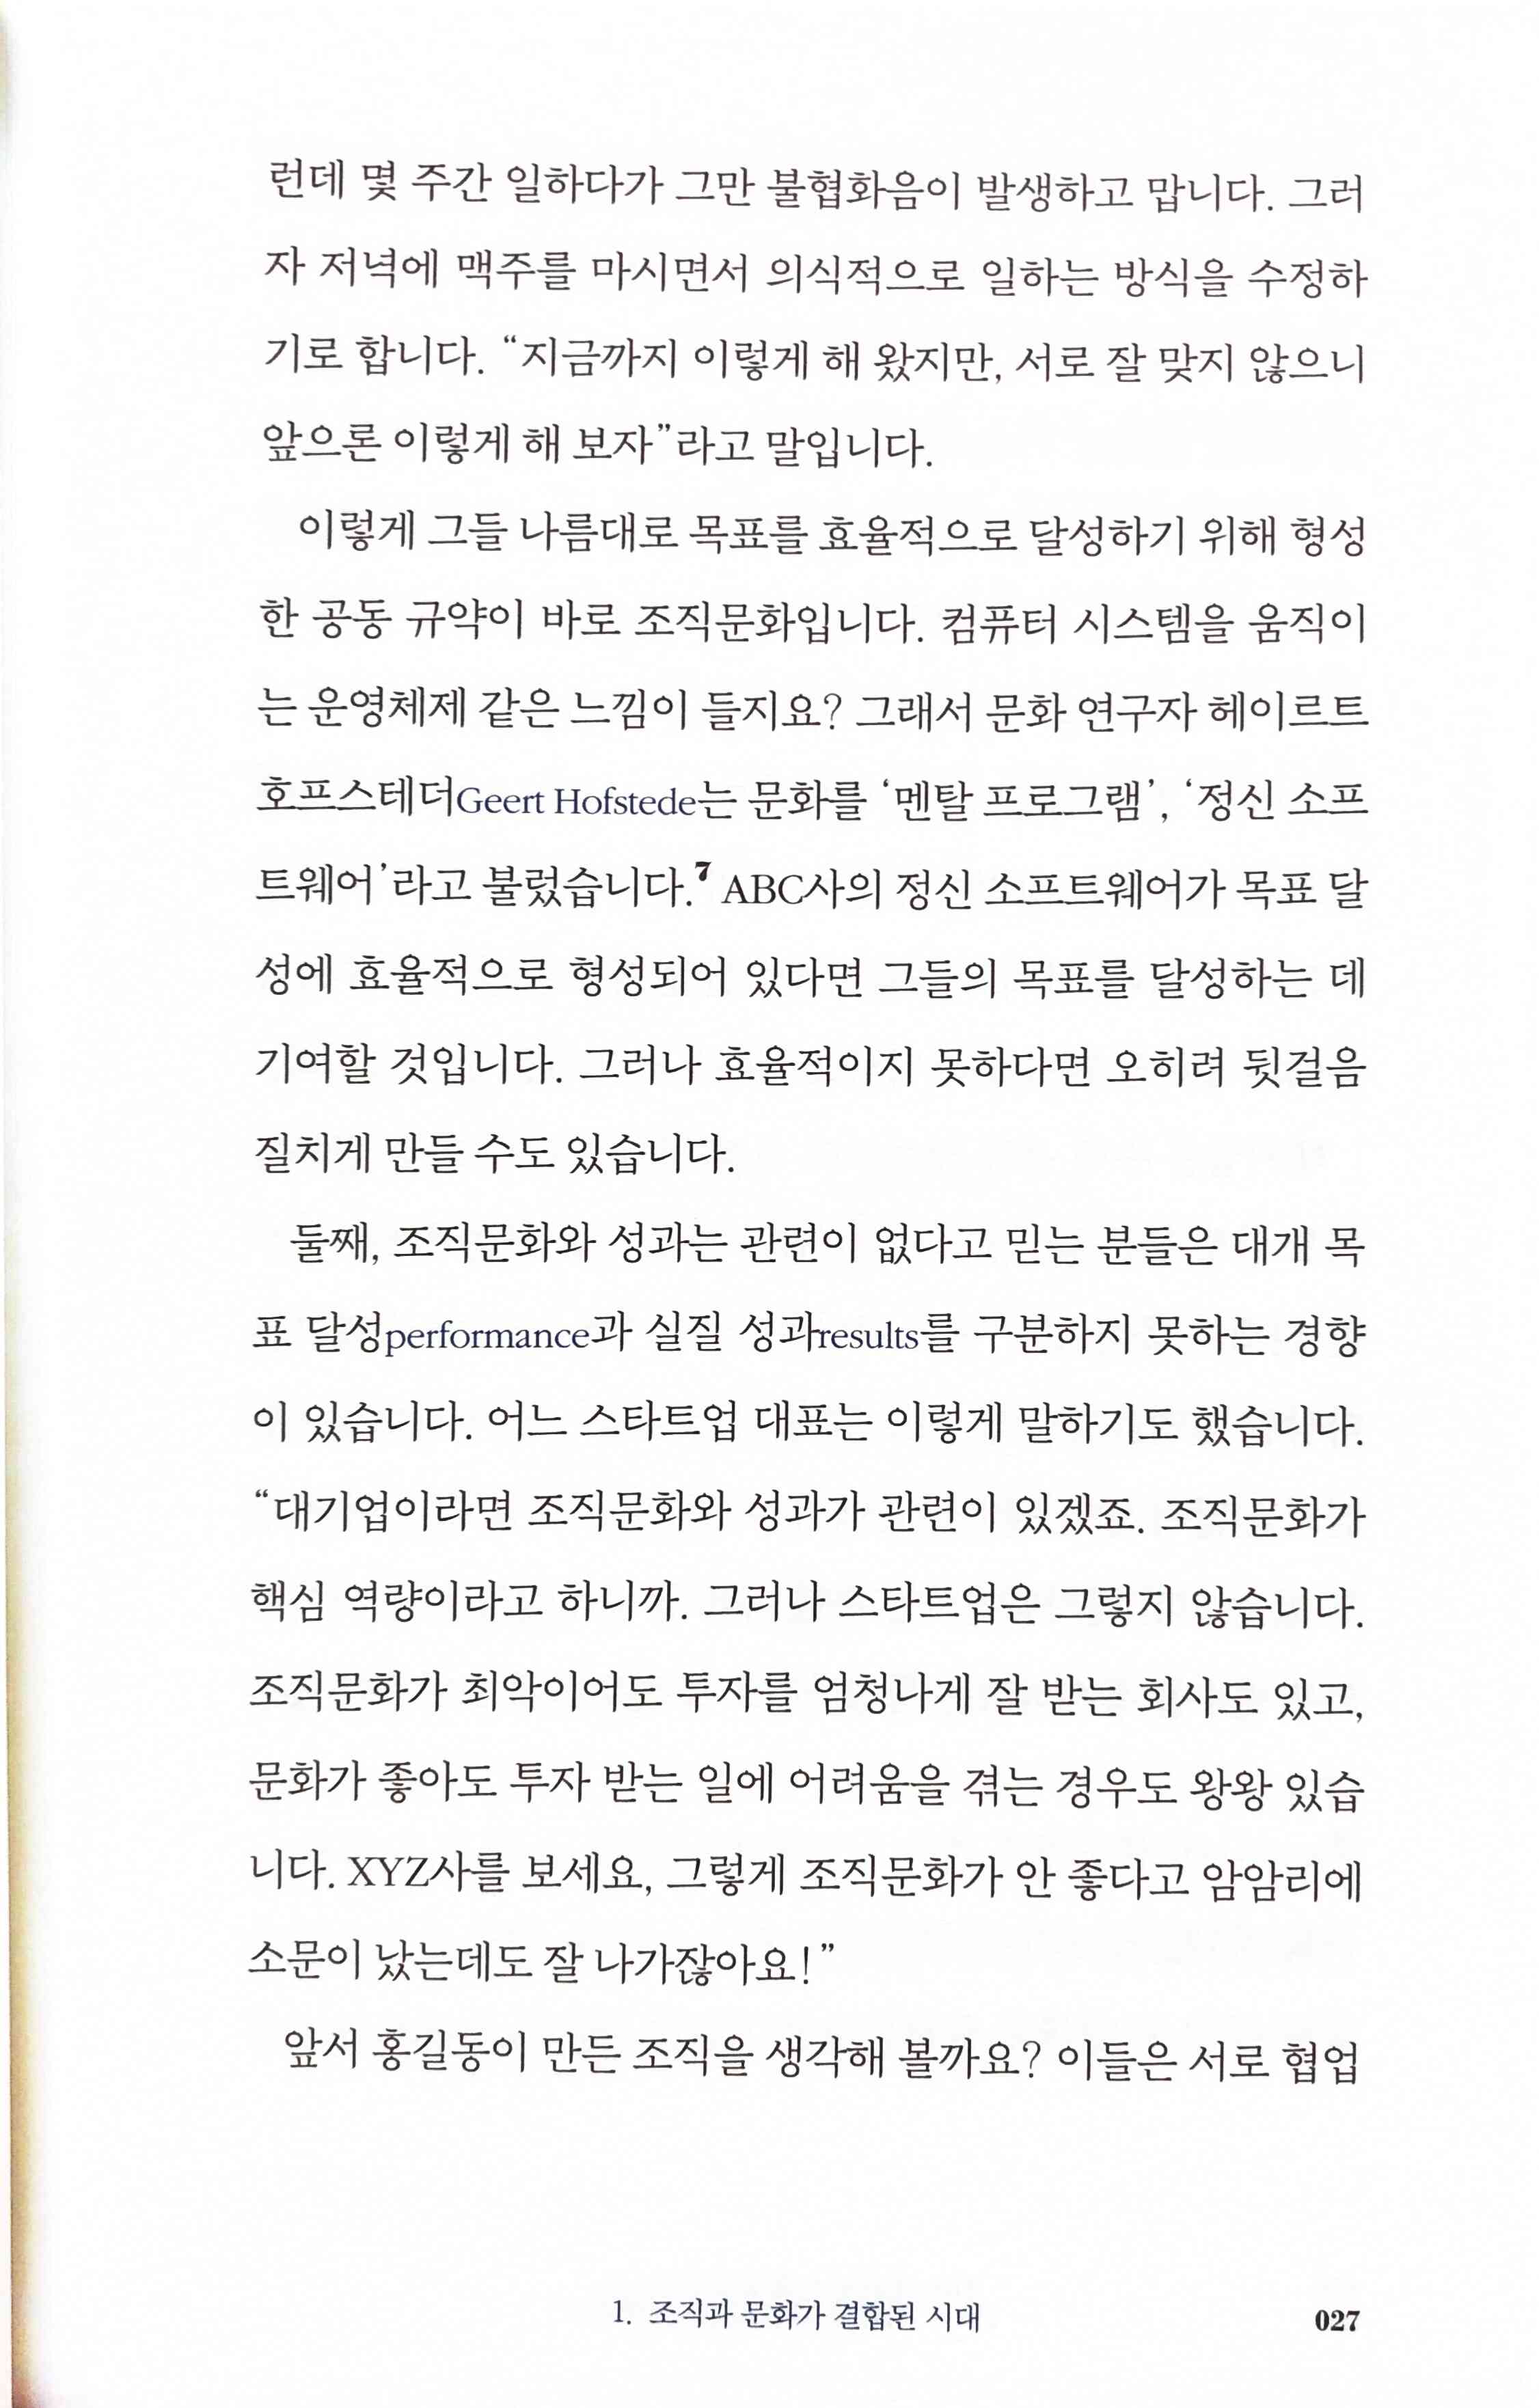 런데 몇 주간 일하다가 그만 불협화음이 발생하고 맙니다. 그러
자 저녁에 맥주를 마시면서 의식적으로 일하는 방식을 수정하
기로 합니다. “지금까지 이렇게 해 왔지만, 서로 잘 맞지 않으니
앞으론 이렇게 해 보자”라고 말입니다.
이렇게 그들 나름대로 목표를 효율적으로 달성하기 위해 형성
한 공동 규약이 바로 조직문화입니다. 컴퓨터 시스템을 움직이
는 운영체제 같은 느낌이 들지요? 그래서 문화 연구자 헤이르트
호프스테더Geert Hofstede는 문화를 ‘멘탈 프로그램’, ‘정신 소프
트웨어’라고 불렀습니다.7 ABC사의 정신 소프트웨어가 목표 달
성에 효율적으로 형성되어 있다면 그들의 목표를 달성하는 데
기여할 것입니다. 그러나 효율적이지 못하다면 오히려 뒷걸음
질치게 만들 수도 있습니다.
둘째, 조직문화와 성과는 관련이 없다고 믿는 분들은 대개 목
표 달성performance과 실질 성과results를 구분하지 못하는 경향
이 있습니다. 어느 스타트업 대표는 이렇게 말하기도 했습니다.
“대기업이라면 조직문화와 성과가 관련이 있겠죠. 조직문화가
핵심 역량이라고 하니까. 그러나 스타트업은 그렇지 않습니다.
조직문화가 최악이어도 투자를 엄청나게 잘 받는 회사도 있고,
문화가 좋아도 투자 받는 일에 어려움을 겪는 경우도 왕왕 있습
니다. XYZ사를 보세요, 그렇게 조직문화가 안 좋다고 암암리에
소문이 났는데도 잘 나가잖아요!”
앞서 홍길동이 만든 조직을 생각해 볼까요? 이들은 서로 협업
1. 조직과 문화가 결합된 시대
027